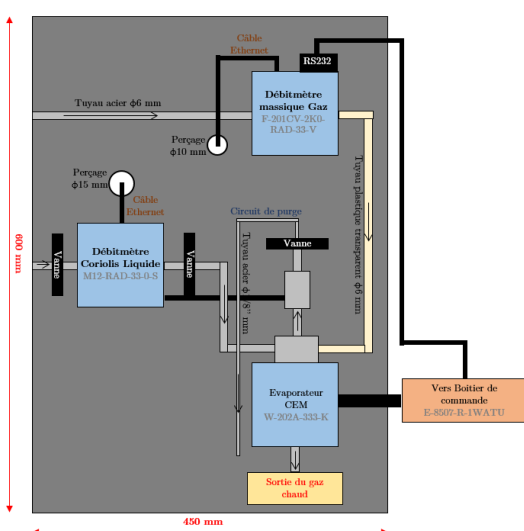 Câble
Ethernet
RS232
Tuyau acier ϕ6 mm
Débitmètre
massique Gaz
F-201CV-2K0-
RAD-33-V
Perçage
ϕ10 mm
Tuyau plastique transparent ϕ6 mm
Perçage
ϕ15 mm
Câble
Ethernet
Circuit de purge
Vanne
Tuyau acier ϕ 1/8" mm
Vanne
Débitmètre
Coriolis Liquide
M12-RAD-33-0-S
Vanne
600 mm
Evaporateur
CEM
W-202A-333-K
Vers Boîtier de
commande
E-8507-R-1WATU
Sortie du gaz
chaud
450 mm